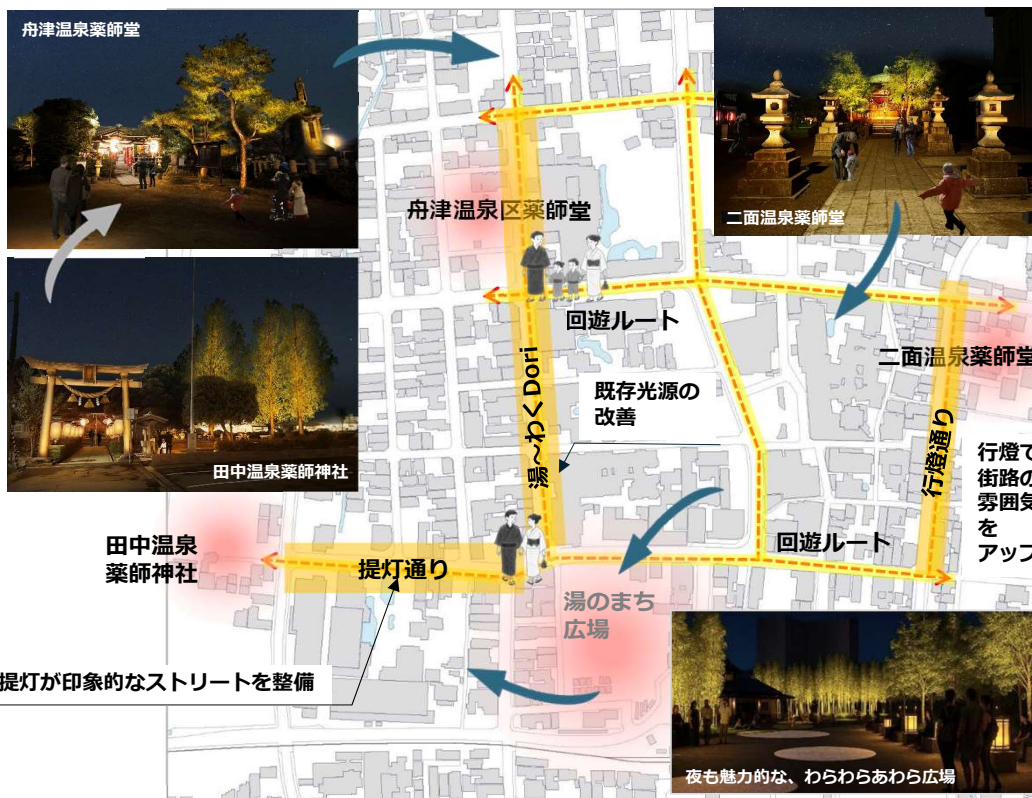 舟津温泉薬師堂
二面温泉薬師堂
舟津温泉区薬師堂
田中温泉薬師神社
回遊ルート
湯～わくDori
既存光源の
改善
二面温泉薬師堂
行燈通り
行燈で
街路の
雰囲気
を
アップ
田中温泉
薬師神社
提灯通り
回遊ルート
湯のまち
広場
提灯が印象的なストリートを整備
夜も魅力的な、わらわらあわら広場